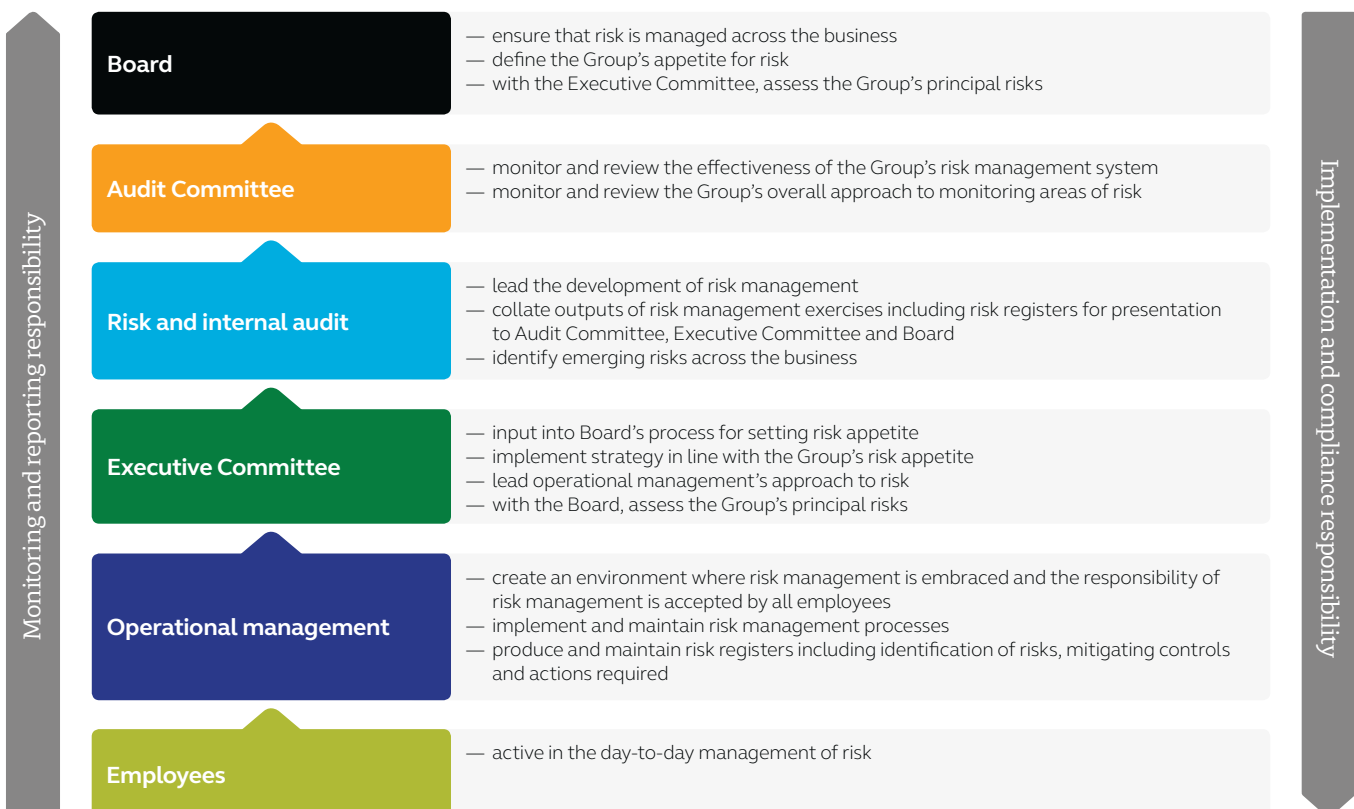 Monitoring and reporting responsibility
Board
— ensure that risk is managed across the business
— define the Group’s appetite for risk
— with the Executive Committee, assess the Group’s principal risks
Audit Committee
— monitor and review the effectiveness of the Group’s risk management system
— monitor and review the Group’s overall approach to monitoring areas of risk
Risk and internal audit
— lead the development of risk management
— collate outputs of risk management exercises including risk registers for presentation
to Audit Committee, Executive Committee and Board
— identify emerging risks across the business
Executive Committee
— input into Board’s process for setting risk appetite
— implement strategy in line with the Group’s risk appetite
— lead operational management’s approach to risk
— with the Board, assess the Group’s principal risks
Operational management
— create an environment where risk management is embraced and the responsibility of
risk management is accepted by all employees
— implement and maintain risk management processes
— produce and maintain risk registers including identification of risks, mitigating controls
and actions required
Employees
— active in the day-to-day management of risk
Implementation and compliance responsibility